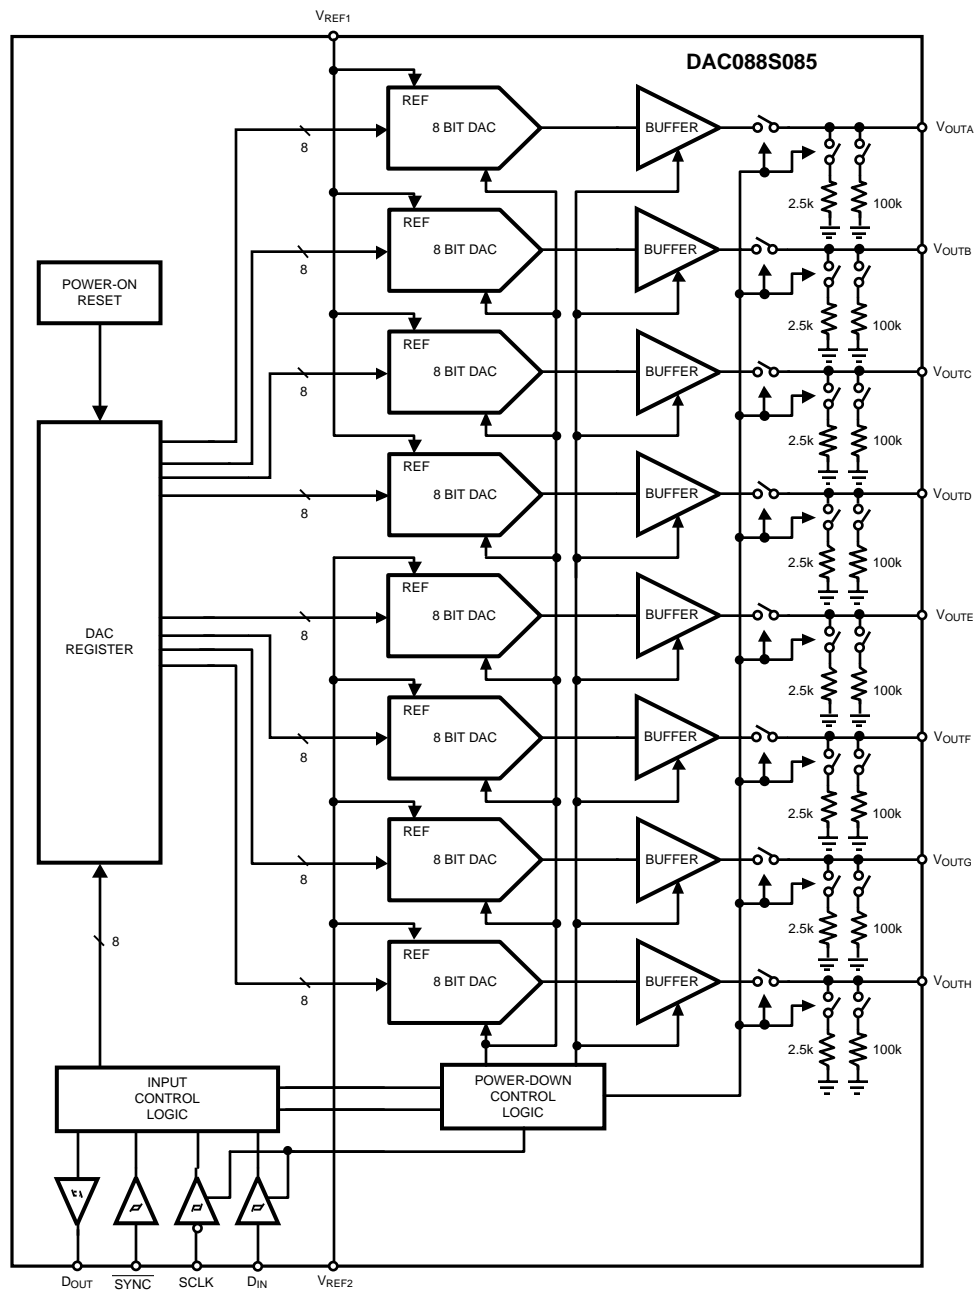 VREF1
DAC088S085
REF
8 BIT DAC
BUFFER
VOUTA
8
2.5k
100k
REF
8 BIT DAC
BUFFER
VOUTB
8
POWER-ON
RESET
2.5k
100k
REF
8 BIT DAC
BUFFER
VOUTC
8
2.5k
100k
REF
8 BIT DAC
BUFFER
VOUTD
8
2.5k
100k
REF
8 BIT DAC
BUFFER
VOUTE
8
DAC
REGISTER
2.5k
100k
REF
8 BIT DAC
BUFFER
VOUTF
8
2.5k
100k
REF
8 BIT DAC
BUFFER
VOUTG
8
2.5k
100k
8
REF
8 BIT DAC
BUFFER
VOUTH
8
2.5k
100k
INPUT
CONTROL
LOGIC
POWER-DOWN
CONTROL
LOGIC
DOUT
SYNC
SCLK
DIN
VREF2